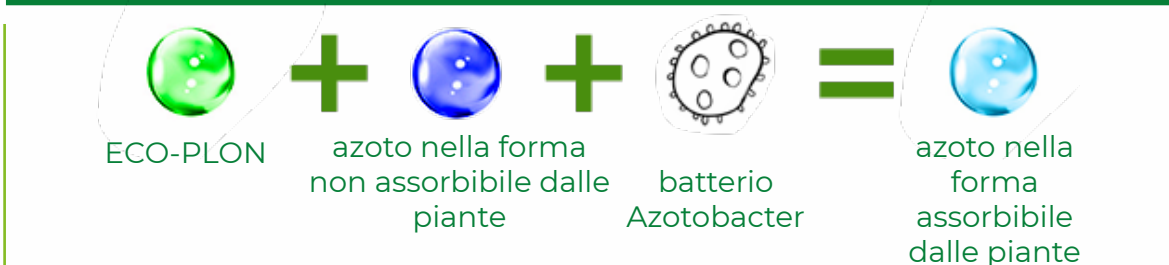 ECO-PLON
azoto nella forma
non assorbibile dalle
piante
batterio
Azotobacter
azoto nella
forma
assorbibile
dalle piante